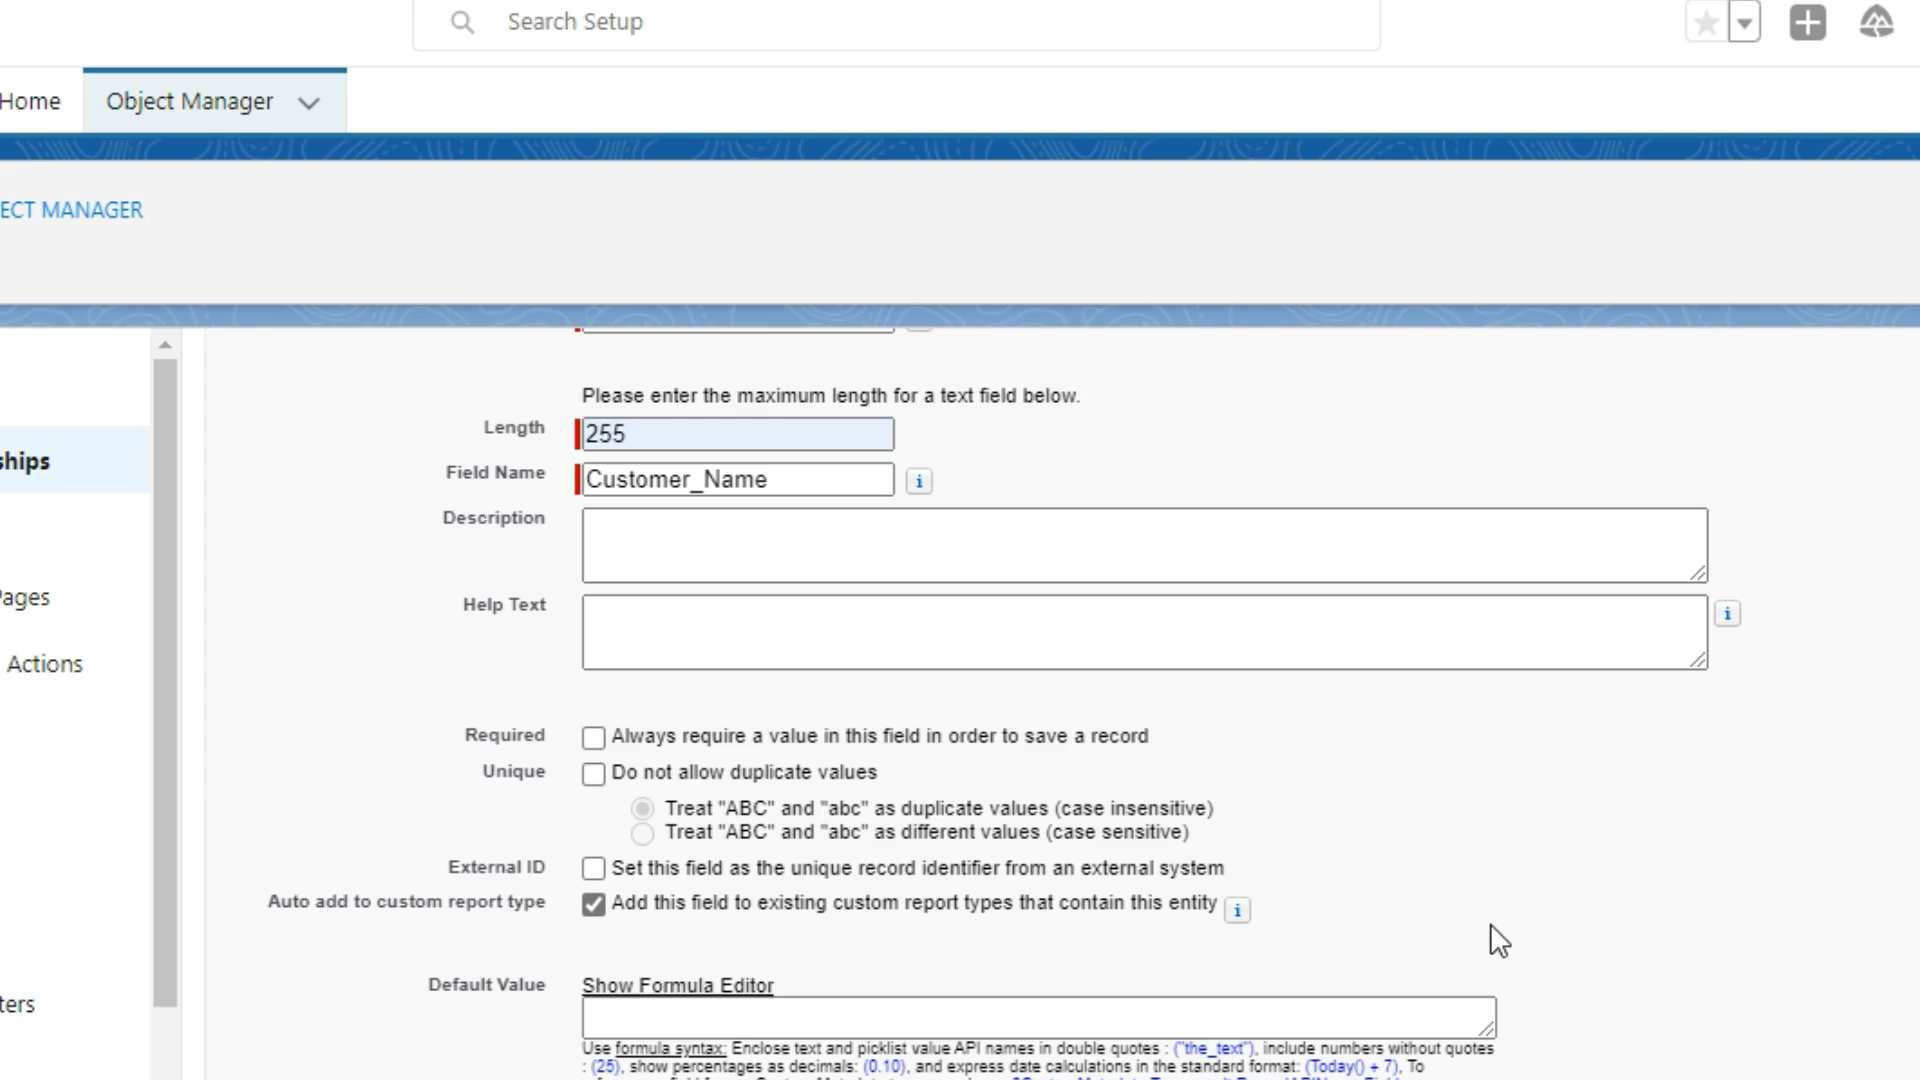 Search Setup
Home
Object Manager
ECT MANAGER
Please enter the maximum length for a text field below.
Length
255
Field Name
Customer_Name
Description
ships
Help Text
Pages
Actions
Required
Always require a value in this field in order to save a record
Unique
Do not allow duplicate values
Treat "ABC" and "abc" as duplicate values (case insensitive)
Treat "ABC" and "abc" as different values (case sensitive)
External ID
Set this field as the unique record identifier from an external system
Auto add to custom report type
Add this field to existing custom report types that contain this entity
Default Value
Show Formula Editor
ters
Use formula syntax: Enclose text and picklist value API names in double quotes : ("the_text"), include numbers without quotes
: (25), show percentages as decimals: (0.10), and express date calculations in the standard format: (Today() + 7), To